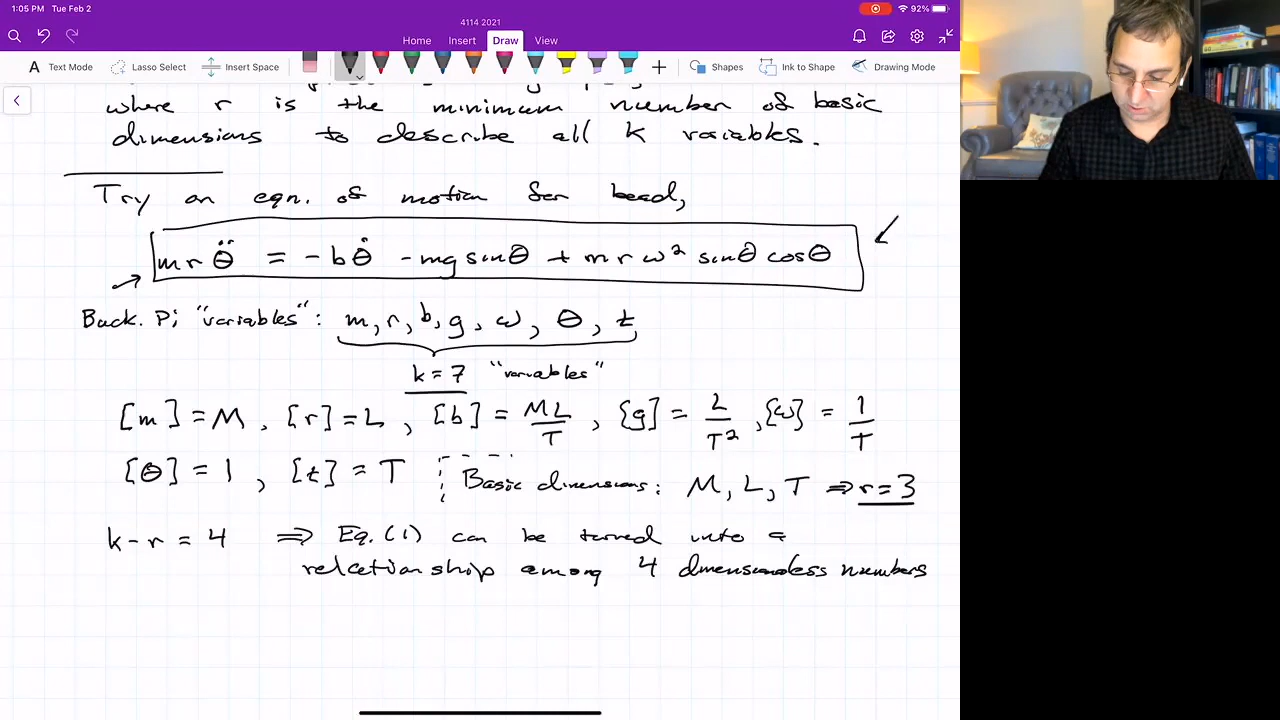 1:05 PM Tue Feb 2
92%
4114 2021
Home Insert Draw View
A Text Mode Lasso Select Insert Space Shapes Ink to Shape Drawing Mode
where r is the minimum number of basic
dimensions to describe all k variables.
Try an eqn. of motion for bead,
mrθ̈ = -bθ̇ -mg sinθ + mrω² sinθ cosθ
Buck. Pi "variables": m, r, b, g, ω, θ, t
k = 7 "variables"
[m] = M, [r] = L, [b] = ML/T, [g] = L/T², [ω] = 1/T
[θ] = 1, [t] = T Basic dimensions: M, L, T ⇒ r = 3
k-r = 4 ⇒ Eq. (1) can be turned into a
relationship among 4 dimensionless numbers